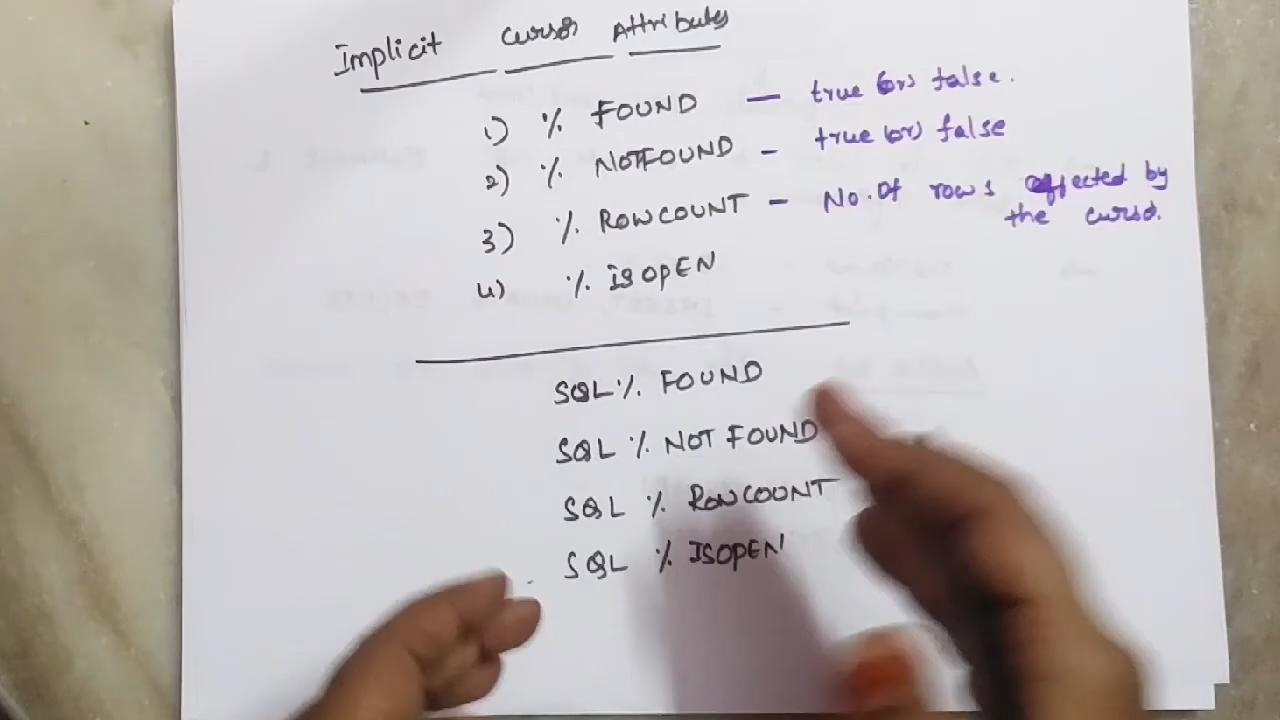 Implicit cursor Attributes
1) % FOUND — true (or) false.
2) % NOTFOUND - true (or) false
3) % ROWCOUNT - No. of rows affected by
the cursor.
4) % ISOPEN
SQL % FOUND
SQL % NOT FOUND
SQL % ROWCOUNT
SQL % ISOPEN